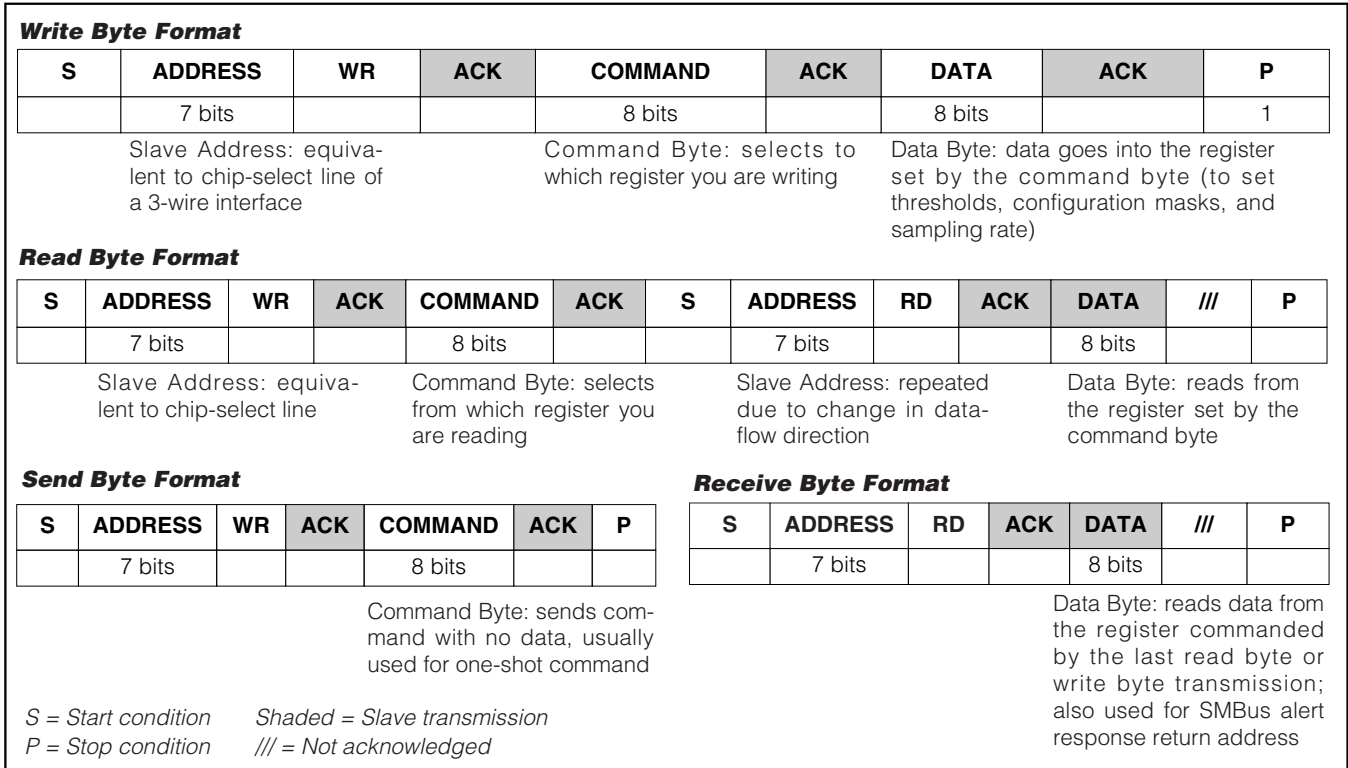 Write Byte Format
S ADDRESS WR ACK COMMAND ACK DATA ACK P
7 bits 8 bits 8 bits 1
Slave Address: equiva-
lent to chip-select line of
a 3-wire interface
Command Byte: selects to
which register you are writing
Data Byte: data goes into the register
set by the command byte (to set
thresholds, configuration masks, and
sampling rate)
Read Byte Format
S ADDRESS WR ACK COMMAND ACK S ADDRESS RD ACK DATA /// P
7 bits 8 bits 7 bits 8 bits
Slave Address: equiva-
lent to chip-select line
Command Byte: selects
from which register you
are reading
Slave Address: repeated
due to change in data-
flow direction
Data Byte: reads from
the register set by the
command byte
Send Byte Format
S ADDRESS WR ACK COMMAND ACK P
7 bits 8 bits
Command Byte: sends com-
mand with no data, usually
used for one-shot command
Receive Byte Format
S ADDRESS RD ACK DATA /// P
7 bits 8 bits
Data Byte: reads data from
the register commanded
by the last read byte or
write byte transmission;
also used for SMBus alert
response return address
S = Start condition Shaded = Slave transmission
P = Stop condition /// = Not acknowledged